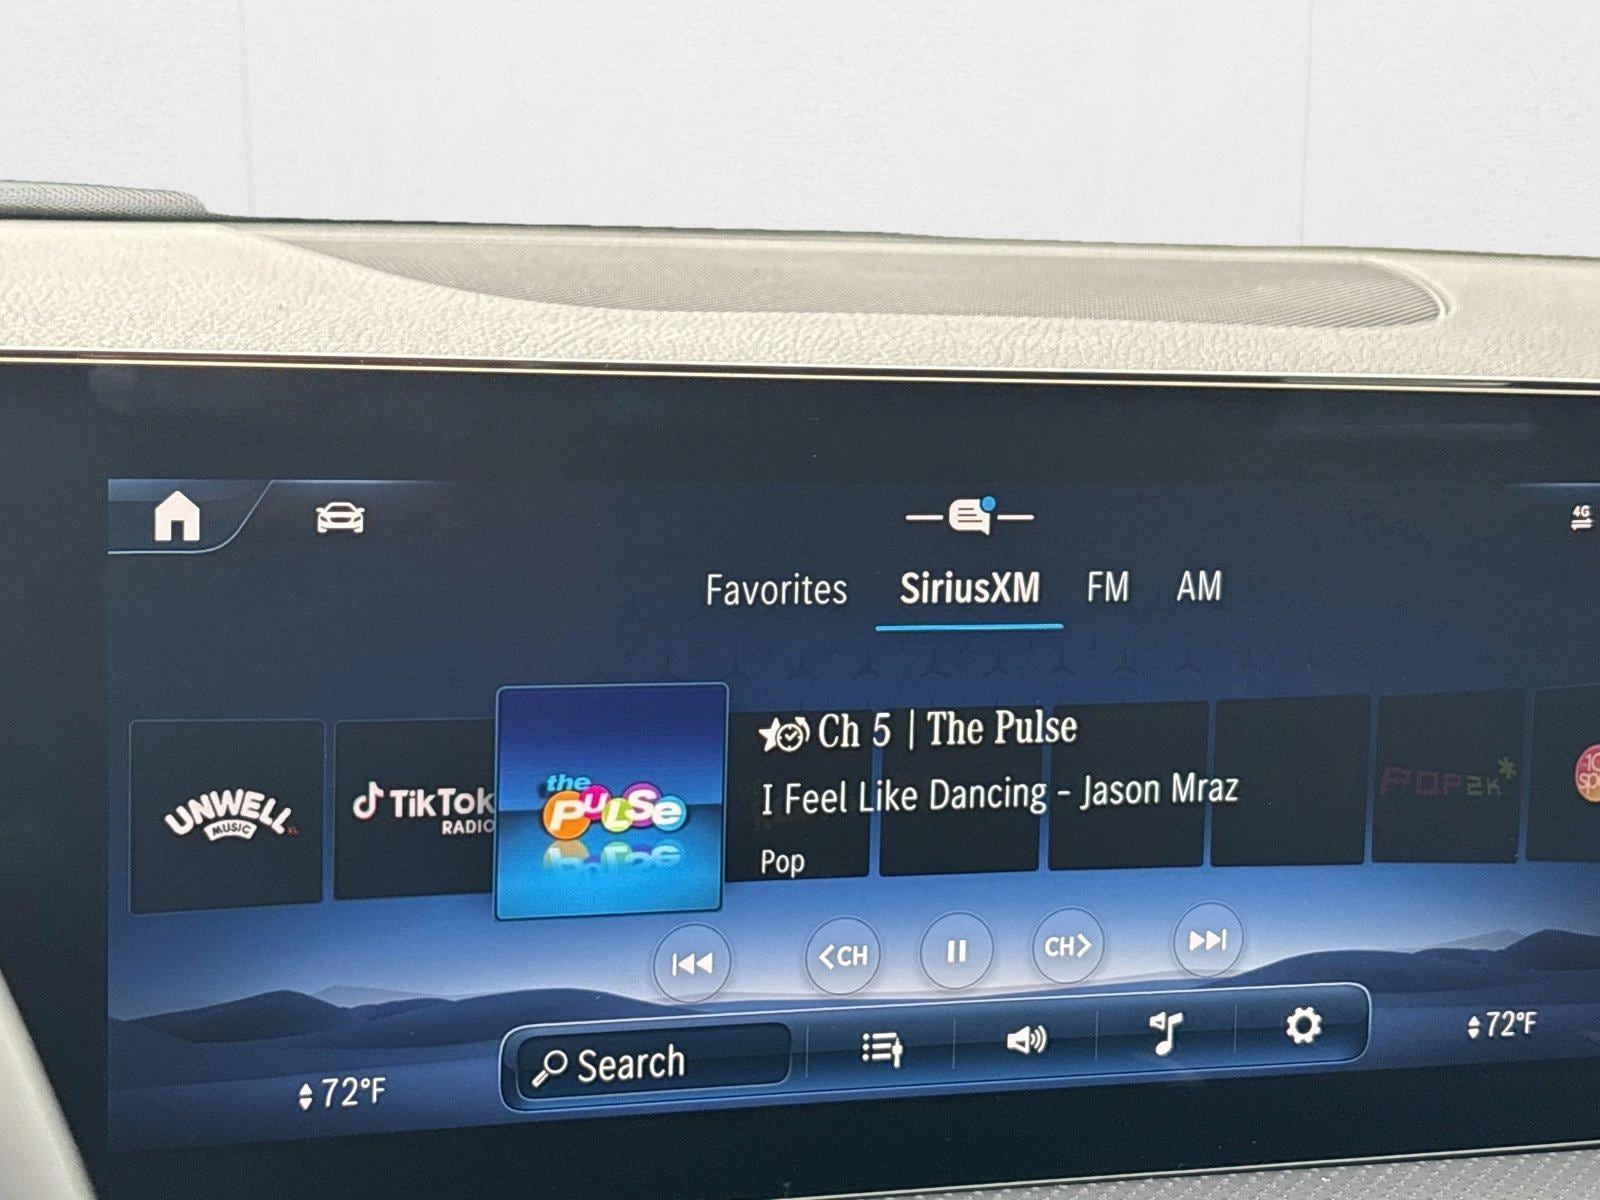 4G
Favorites SiriusXM FM AM
UNWELL
MUSIC
TikTok
RADIO
the
PULSE
Ch 5 | The Pulse
I Feel Like Dancing - Jason Mraz
Pop
POP2K
<CH
CH>
Search
72°F
72°F